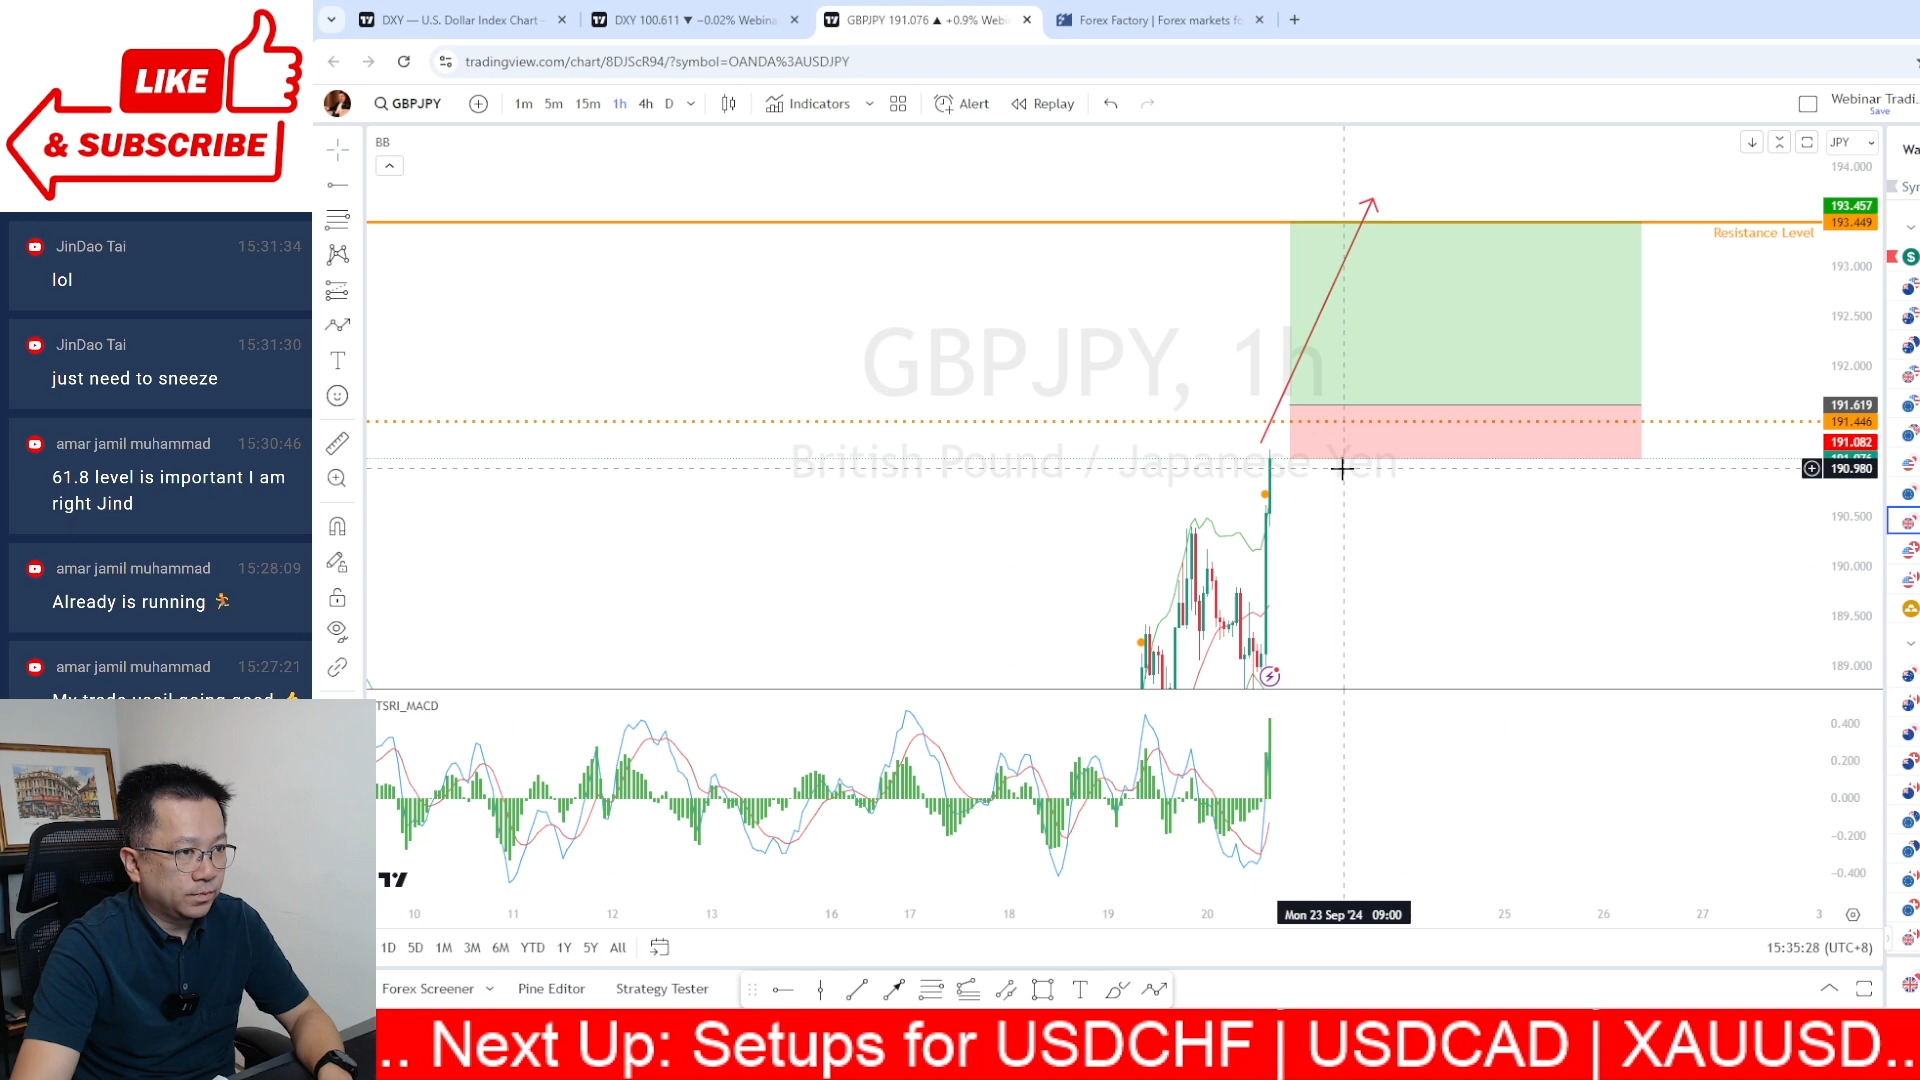 LIKE
& SUBSCRIBE
DXY — U.S. Dollar Index Chart
DXY 100.611 ▼ −0.02% Webina
GBPJPY 191.076 ▲ +0.9% Web
Forex Factory | Forex markets fo
tradingview.com/chart/8DJScR94/?symbol=OANDA%3AUSDJPY
GBPJPY
1m 5m 15m 1h 4h D
Indicators
Alert
Replay
Webinar Tradi...
Save
BB
JPY
Wa
194.000
JinDao Tai 15:31:34
lol
JinDao Tai 15:31:30
just need to sneeze
amar jamil muhammad 15:30:46
61.8 level is important I am
right Jind
amar jamil muhammad 15:28:09
Already is running 🏃
amar jamil muhammad 15:27:21
193.457
193.449
Resistance Level
193.000
192.500
GBPJPY, 1h
192.000
191.619
191.446
191.082
British Pound / Japanese Yen
190.980
190.500
190.000
189.500
189.000
TSRI_MACD
0.400
0.200
0.000
−0.200
−0.400
10 11 12 13 16 17 18 19 20 Mon 23 Sep '24 09:00 25 26 27 3
1D 5D 1M 3M 6M YTD 1Y 5Y All
15:35:28 (UTC+8)
Forex Screener
Pine Editor
Strategy Tester
.. Next Up: Setups for USDCHF | USDCAD | XAUUSD..